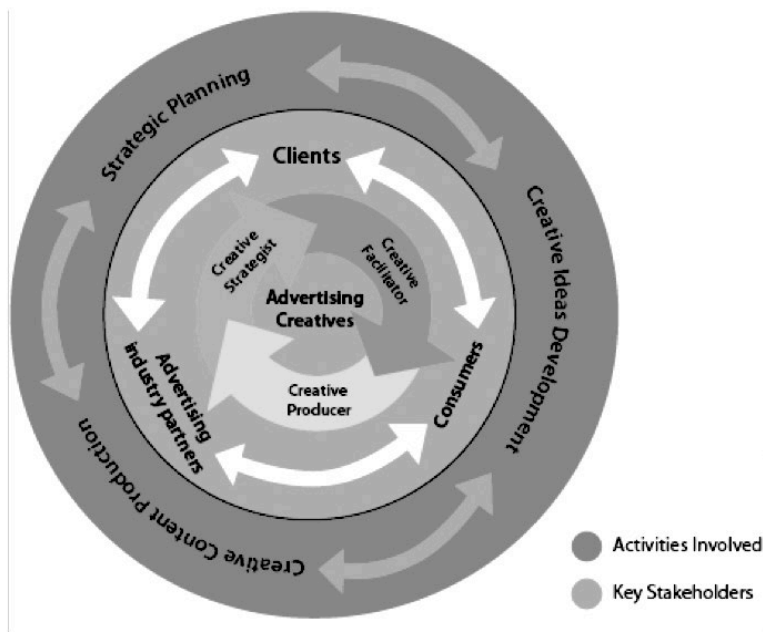 Strategic Planning
Clients
Creative Ideas Development
Creative
Strategist
Creative
Facilitator
Advertising
Creatives
Advertising
industry partners
Creative
Producer
Consumers
Creative Content Production
Activities Involved
Key Stakeholders